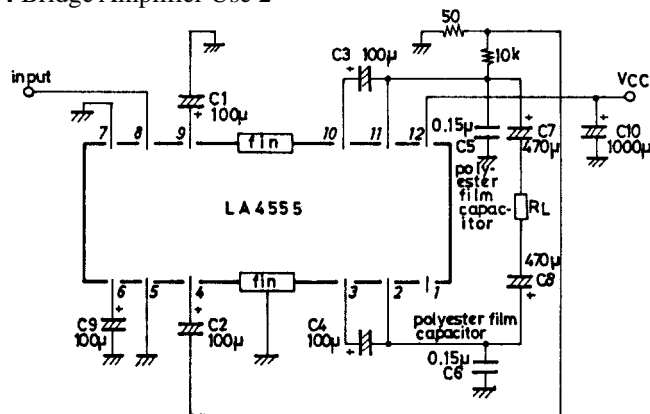 Bridge Amplifier Use 2
50
10k
C3 100μ
input
VCC
C1
100μ
7 8 9 fin 10 11 12
0.15μ
C5
C7
470μ
C10
1000μ
poly-
ester
film
capac-
itor
LA4555
RL
470μ
C8
6 5 4 fin 3 2 1
C9
100μ
C2
100μ
C4
100μ
polyester film
capacitor
0.15μ
C6